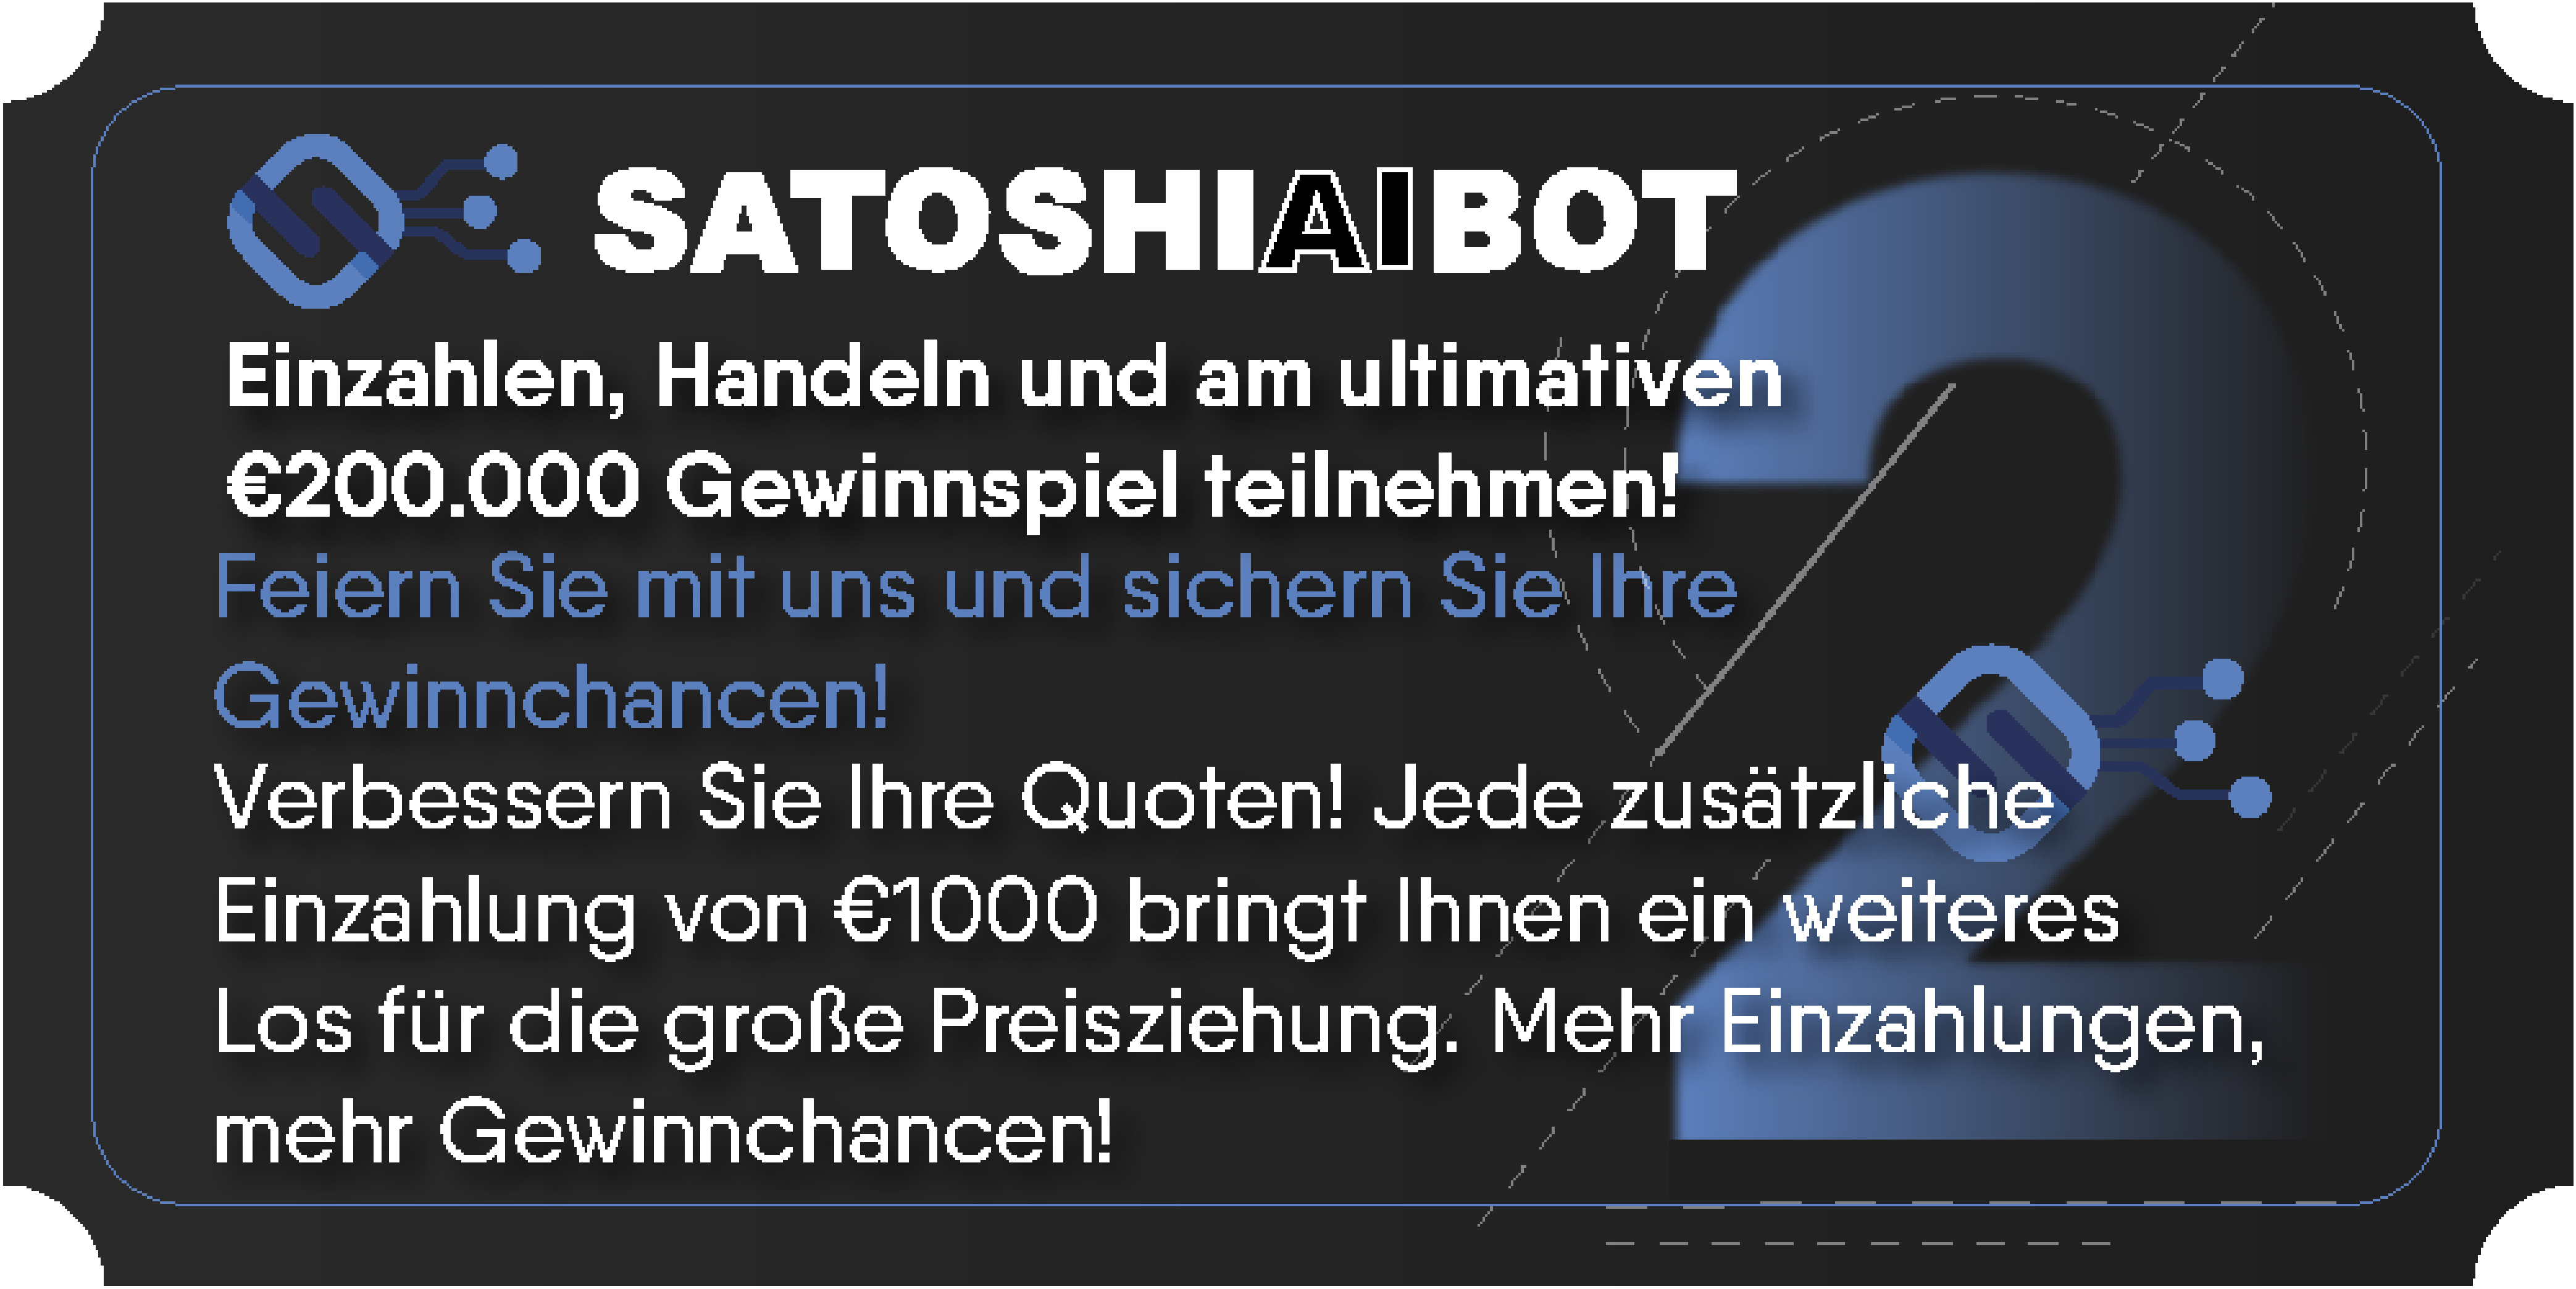 SATOSHIAIBOT
Einzahlen, Handeln und am ultimativen
€200.000 Gewinnspiel teilnehmen!
Feiern Sie mit uns und sichern Sie Ihre
Gewinnchancen!
Verbessern Sie Ihre Quoten! Jede zusätzliche
Einzahlung von €1000 bringt Ihnen ein weiteres
Los für die große Preisziehung. Mehr Einzahlungen,
mehr Gewinnchancen!
2